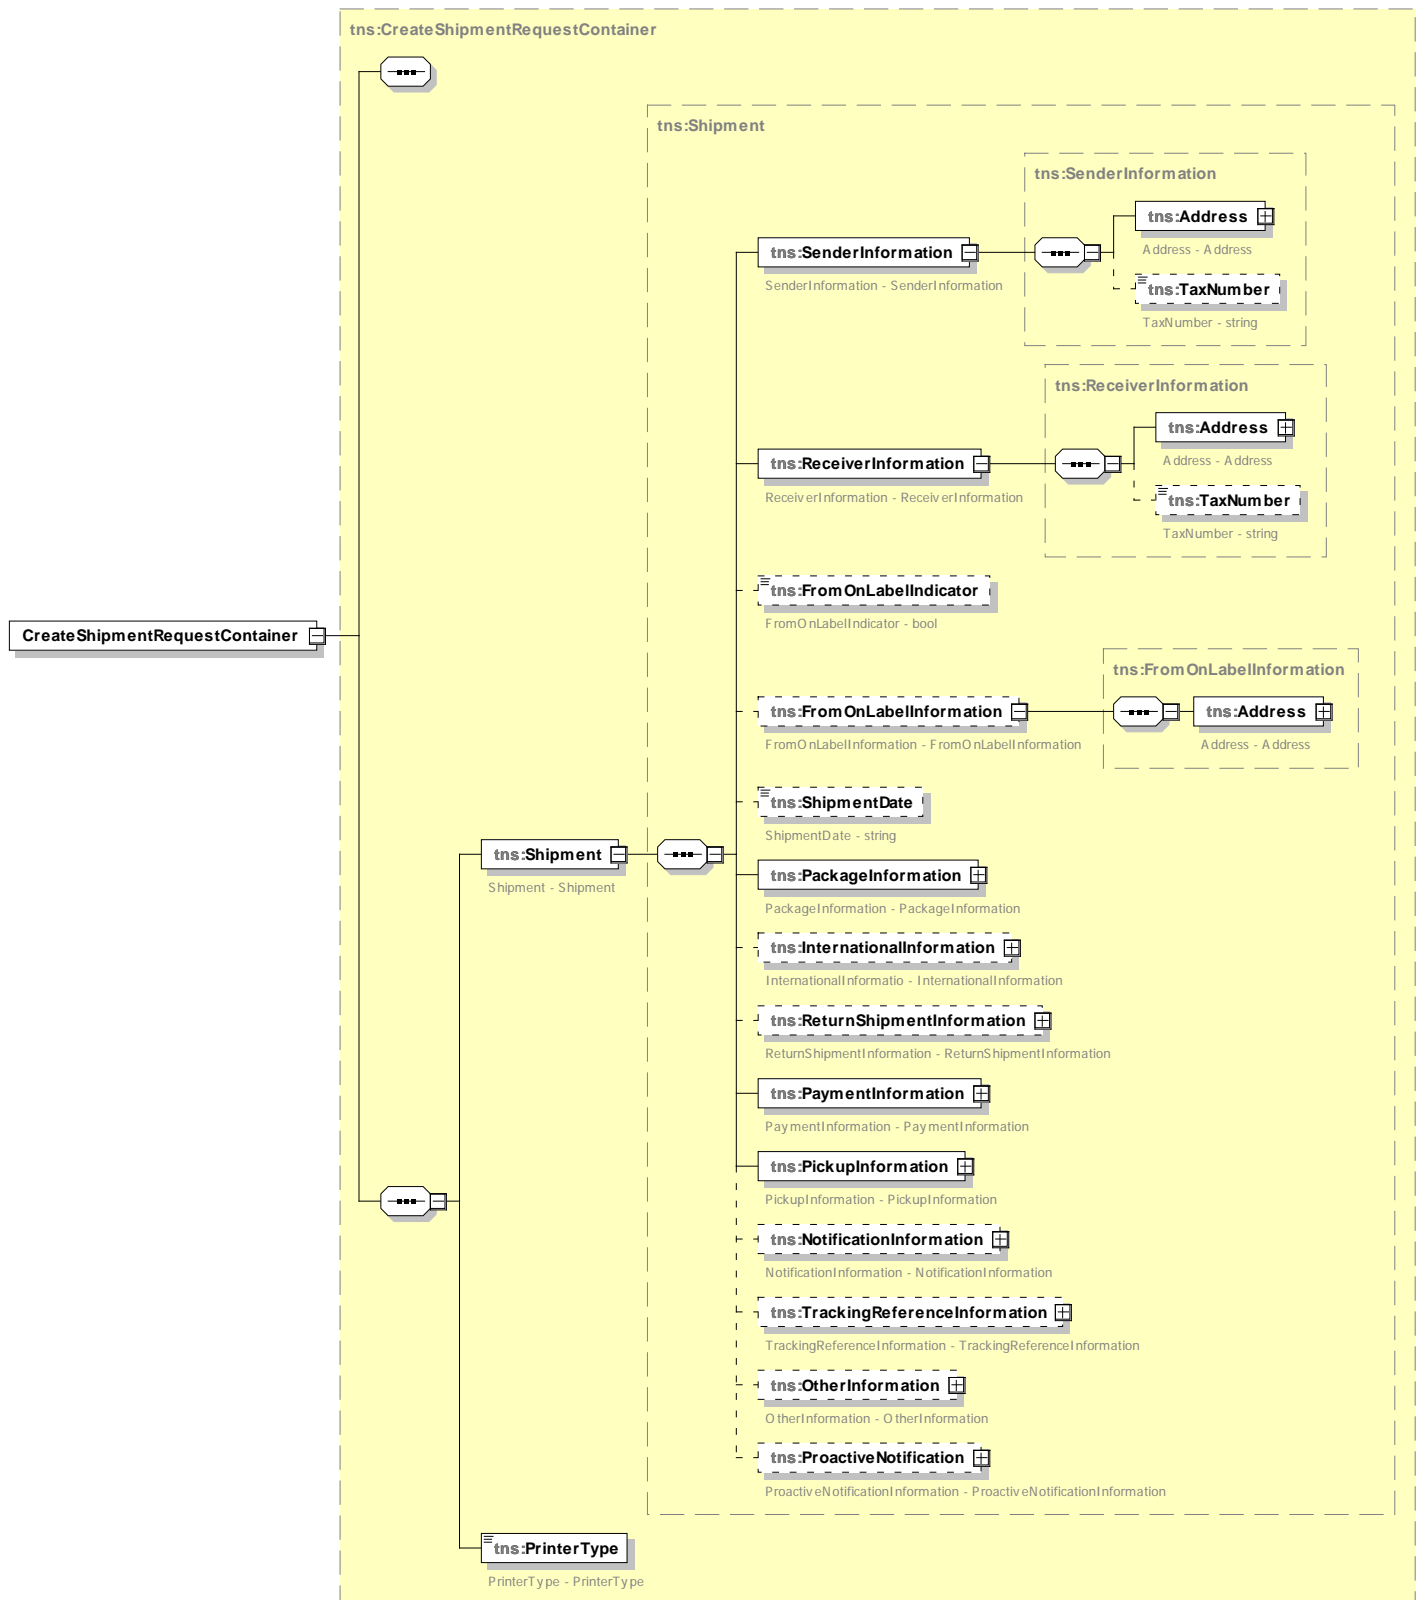 tns:CreateShipmentRequestContainer
tns:Shipment
tns:SenderInformation
tns:Address
Address - Address
tns:SenderInformation
SenderInformation - SenderInformation
tns:TaxNumber
TaxNumber - string
tns:ReceiverInformation
tns:Address
Address - Address
tns:ReceiverInformation
ReceiverInformation - ReceiverInformation
tns:TaxNumber
TaxNumber - string
tns:FromOnLabelIndicator
FromOnLabelIndicator - bool
CreateShipmentRequestContainer
tns:FromOnLabelInformation
tns:FromOnLabelInformation
FromOnLabelInformation - FromOnLabelInformation
tns:Address
Address - Address
tns:ShipmentDate
ShipmentDate - string
tns:Shipment
Shipment - Shipment
tns:PackageInformation
PackageInformation - PackageInformation
tns:InternationalInformation
InternationalInformatio - InternationalInformation
tns:ReturnShipmentInformation
ReturnShipmentInformation - ReturnShipmentInformation
tns:PaymentInformation
PaymentInformation - PaymentInformation
tns:PickupInformation
PickupInformation - PickupInformation
tns:NotificationInformation
NotificationInformation - NotificationInformation
tns:TrackingReferenceInformation
TrackingReferenceInformation - TrackingReferenceInformation
tns:OtherInformation
OtherInformation - OtherInformation
tns:ProactiveNotification
ProactiveNotificationInformation - ProactiveNotificationInformation
tns:PrinterType
PrinterType - PrinterType